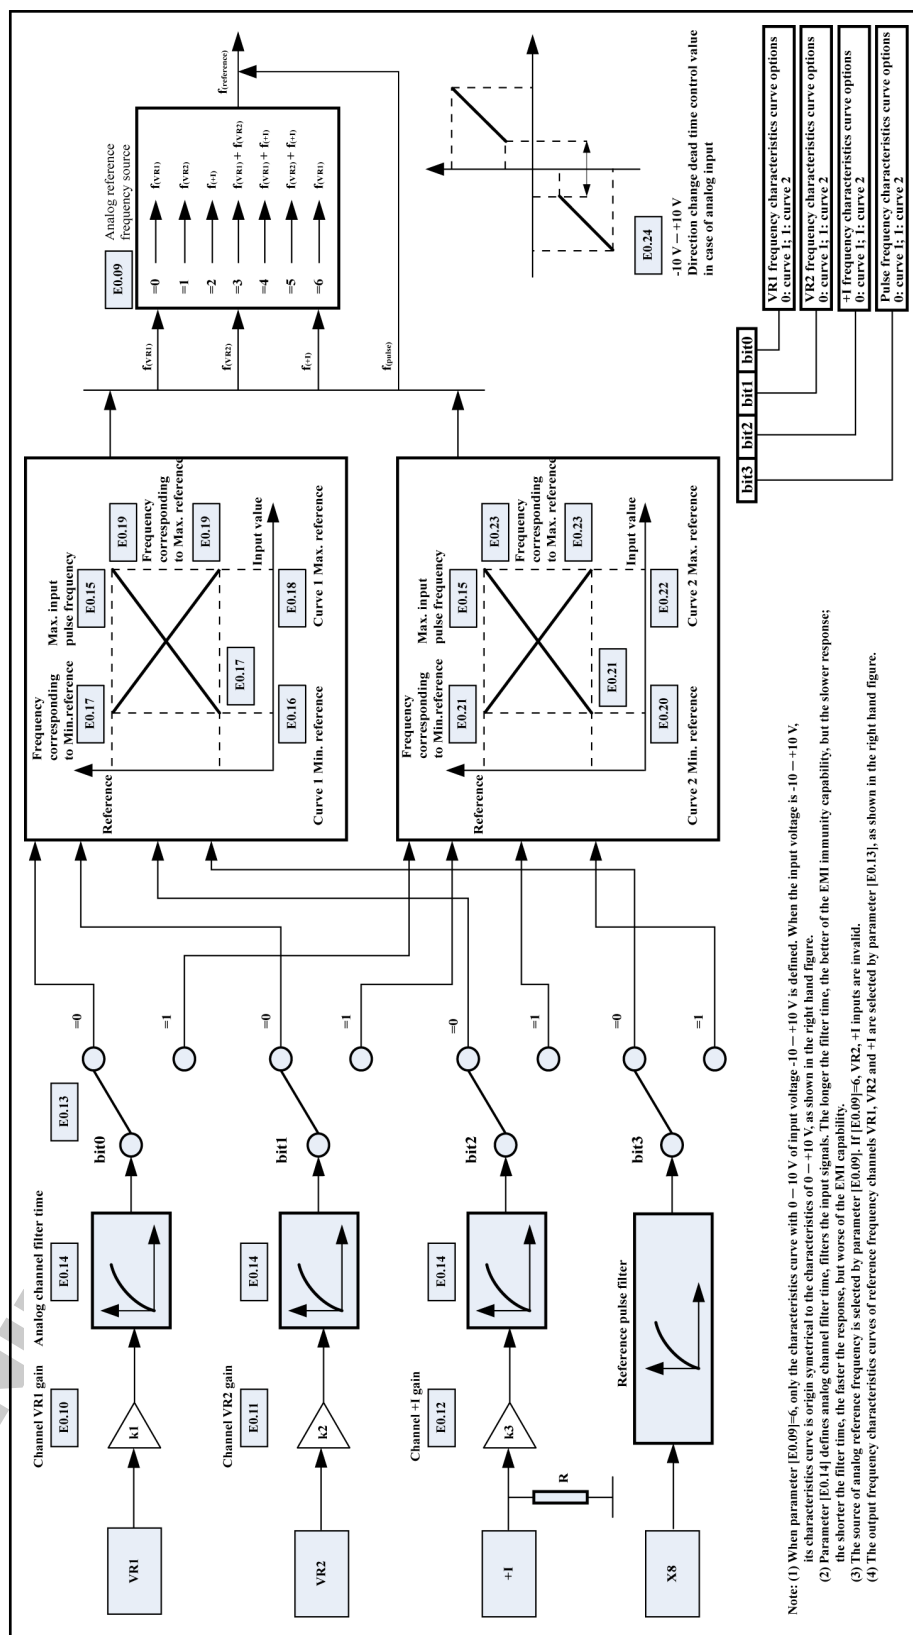 VR1
Channel VR1 gain
E0.10
k1
Analog channel filter time
E0.14
E0.13
bit0
=0
=1
VR2
Channel VR2 gain
E0.11
k2
E0.14
bit1
=0
=1
+I
R
Channel +I gain
E0.12
k3
E0.14
bit2
=0
=1
X8
Reference pulse filter
bit3
=0
=1
Frequency
corresponding
to Min.reference
E0.17
Max. input
pulse frequency
E0.15
E0.19
Frequency
corresponding
to Max. reference
E0.19
Reference
E0.17
Input value
E0.16
E0.18
Curve 1 Min. reference
Curve 1 Max. reference
Frequency
corresponding
to Min.reference
E0.21
Max. input
pulse frequency
E0.15
E0.23
Frequency
corresponding
to Max. reference
E0.23
Reference
E0.21
Input value
E0.20
E0.22
Curve 2 Min. reference
Curve 2 Max. reference
f(VR1)
f(VR2)
f(+I)
f(pulse)
E0.09
Analog reference
frequency source
=0 f(VR1)
=1 f(VR2)
=2 f(+I)
=3 f(VR1) + f(VR2)
=4 f(VR1) + f(+I)
=5 f(VR2) + f(+I)
=6 f(VR1)
f(reference)
E0.24
-10 V — +10 V
Direction change dead time control value
in case of analog input
bit3
bit2
bit1
bit0
VR1 frequency characteristics curve options
0: curve 1; 1: curve 2
VR2 frequency characteristics curve options
0: curve 1; 1: curve 2
+I frequency characteristics curve options
0: curve 1; 1: curve 2
Pulse frequency characteristics curve options
0: curve 1; 1: curve 2
Note: (1) When parameter [E0.09]=6, only the characteristics curve with 0 — 10 V of input voltage -10 — +10 V is defined. When the input voltage is -10 — +10 V,
its characteristics curve is origin symetrical to the characteristics of 0 — +10 V, as shown in the right hand figure.
(2) Parameter [E0.14] defines analog channel filter time, filters the input signals. The longer the filter time, the better of the EMI immunity capability, but the slower response;
the shorter the filter time, the faster the response, but worse of the EMI capability.
(3) The source of analog reference frequency is selected by parameter [E0.09]. If [E0.09]=6, VR2, +I inputs are invalid.
(4) The output frequency characteristics curves of reference frequency channels VR1, VR2 and +I are selected by parameter [E0.13], as shown in the right hand figure.